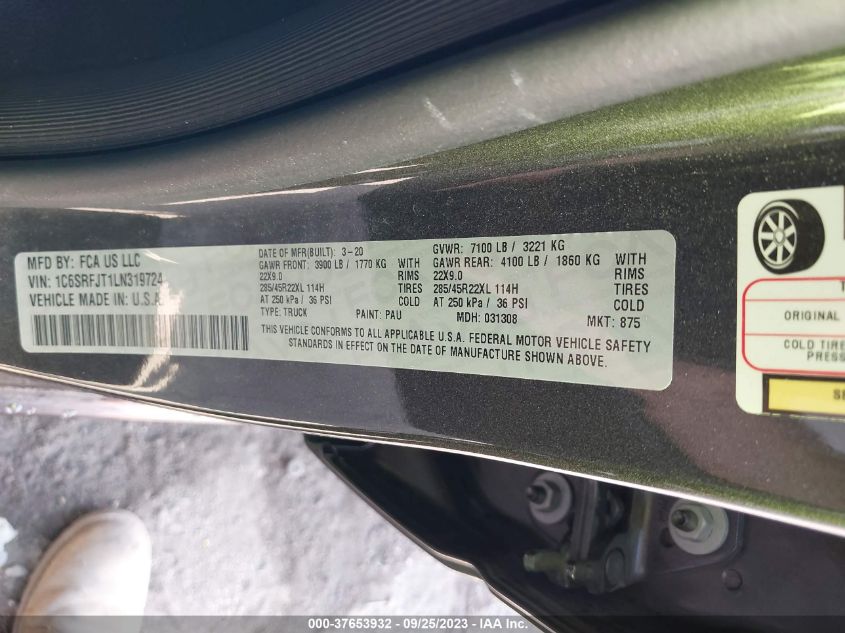 MFD BY: FCA US LLC
VIN: 1C6SRFJT1LN319724
VEHICLE MADE IN: U.S.A.
DATE OF MFR(BUILT): 3-20
GVWR: 7100 LB / 3221 KG
GAWR FRONT: 3900 LB / 1770 KG WITH
GAWR REAR: 4100 LB / 1860 KG WITH
22X9.0 RIMS
22X9.0 RIMS
285/45R22XL 114H TIRES
285/45R22XL 114H TIRES
AT 250 kPa / 36 PSI COLD
AT 250 kPa / 36 PSI COLD
TYPE: TRUCK PAINT: PAU MDH: 031308 MKT: 875
THIS VEHICLE CONFORMS TO ALL APPLICABLE U.S.A. FEDERAL MOTOR VEHICLE SAFETY
STANDARDS IN EFFECT ON THE DATE OF MANUFACTURE SHOWN ABOVE.
ORIGINAL
COLD TIRE
PRESS
000-37653932 / 09/25/2023 / IAA Inc.